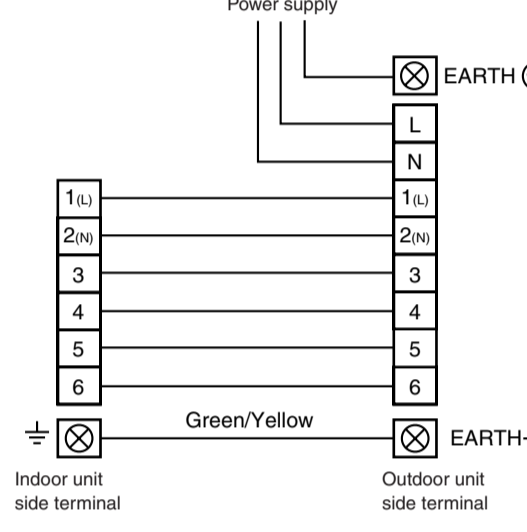 Power supply
EARTH
L
N
1(L) 1(L)
2(N) 2(N)
3 3
4 4
5 5
6 6
Green/Yellow
EARTH-
Indoor unit
side terminal
Outdoor unit
side terminal